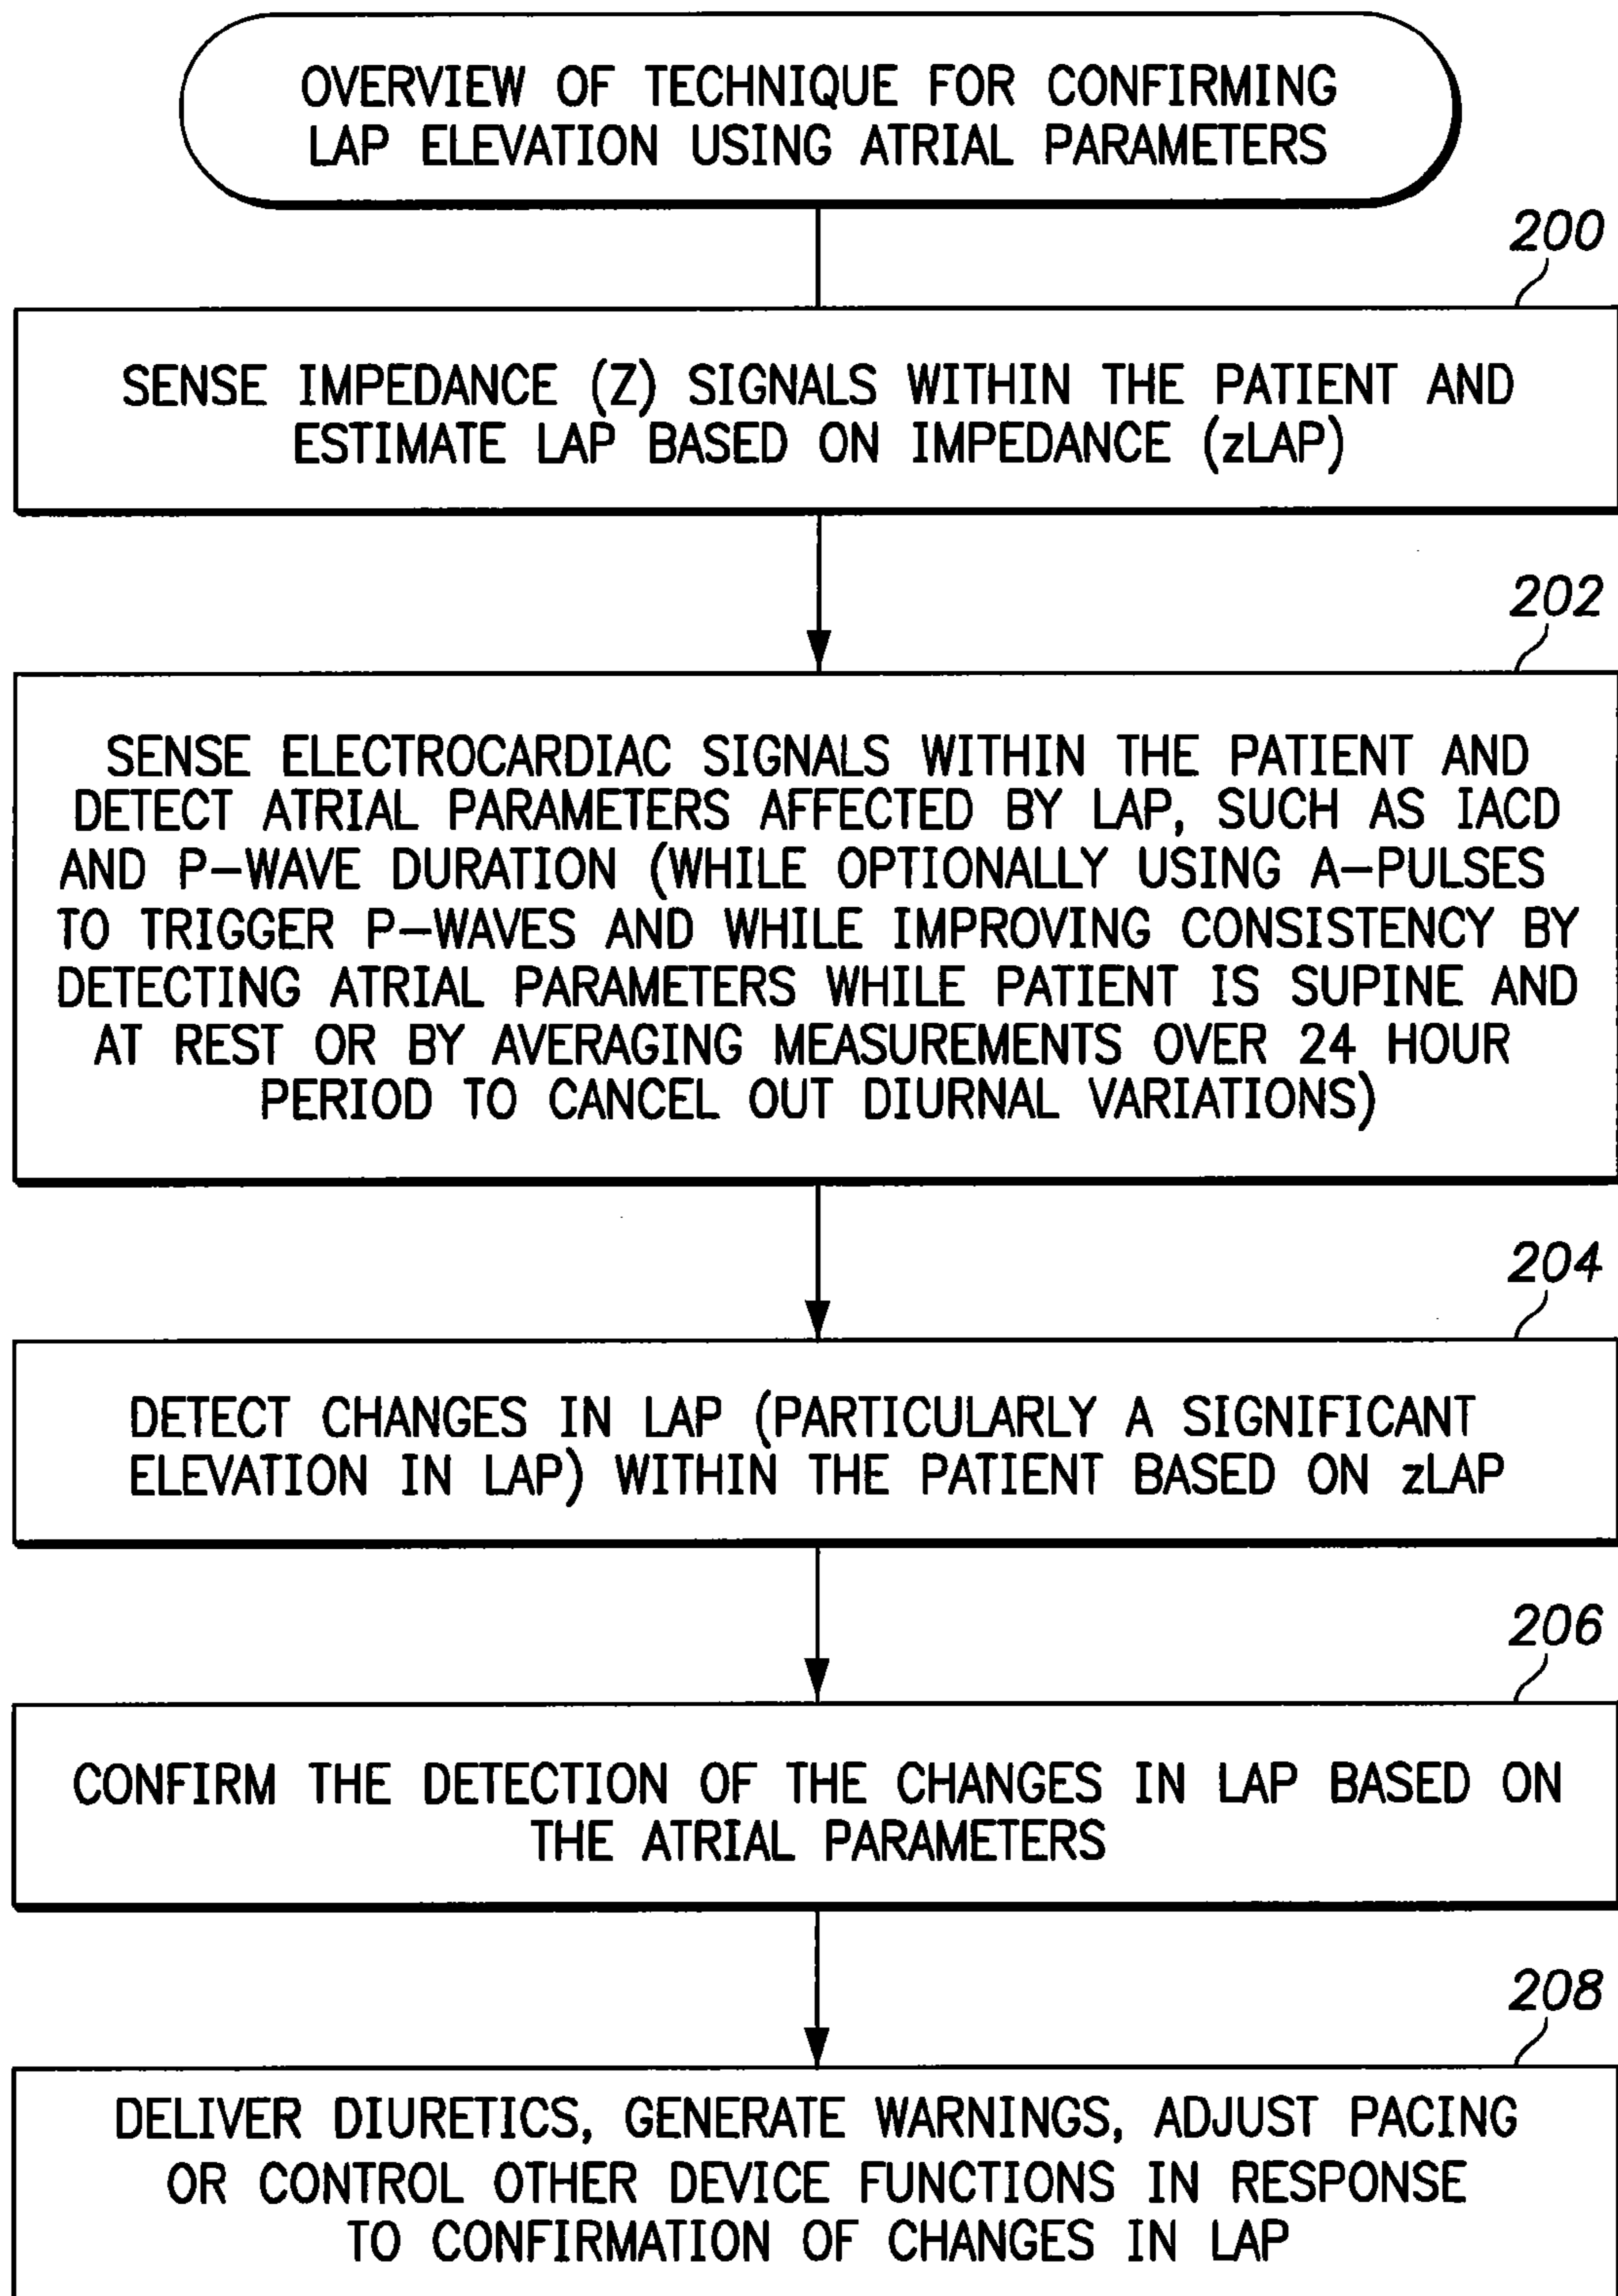 OVERVIEW OF TECHNIQUE FOR CONFIRMING
LAP ELEVATION USING ATRIAL PARAMETERS
200
SENSE IMPEDANCE (Z) SIGNALS WITHIN THE PATIENT AND
ESTIMATE LAP BASED ON IMPEDANCE (zLAP)
202
SENSE ELECTROCARDIAC SIGNALS WITHIN THE PATIENT AND
DETECT ATRIAL PARAMETERS AFFECTED BY LAP, SUCH AS IACD
AND P-WAVE DURATION (WHILE OPTIONALLY USING A-PULSES
TO TRIGGER P-WAVES AND WHILE IMPROVING CONSISTENCY BY
DETECTING ATRIAL PARAMETERS WHILE PATIENT IS SUPINE AND
AT REST OR BY AVERAGING MEASUREMENTS OVER 24 HOUR
PERIOD TO CANCEL OUT DIURNAL VARIATIONS)
204
DETECT CHANGES IN LAP (PARTICULARLY A SIGNIFICANT
ELEVATION IN LAP) WITHIN THE PATIENT BASED ON zLAP
206
CONFIRM THE DETECTION OF THE CHANGES IN LAP BASED ON
THE ATRIAL PARAMETERS
208
DELIVER DIURETICS, GENERATE WARNINGS, ADJUST PACING
OR CONTROL OTHER DEVICE FUNCTIONS IN RESPONSE
TO CONFIRMATION OF CHANGES IN LAP